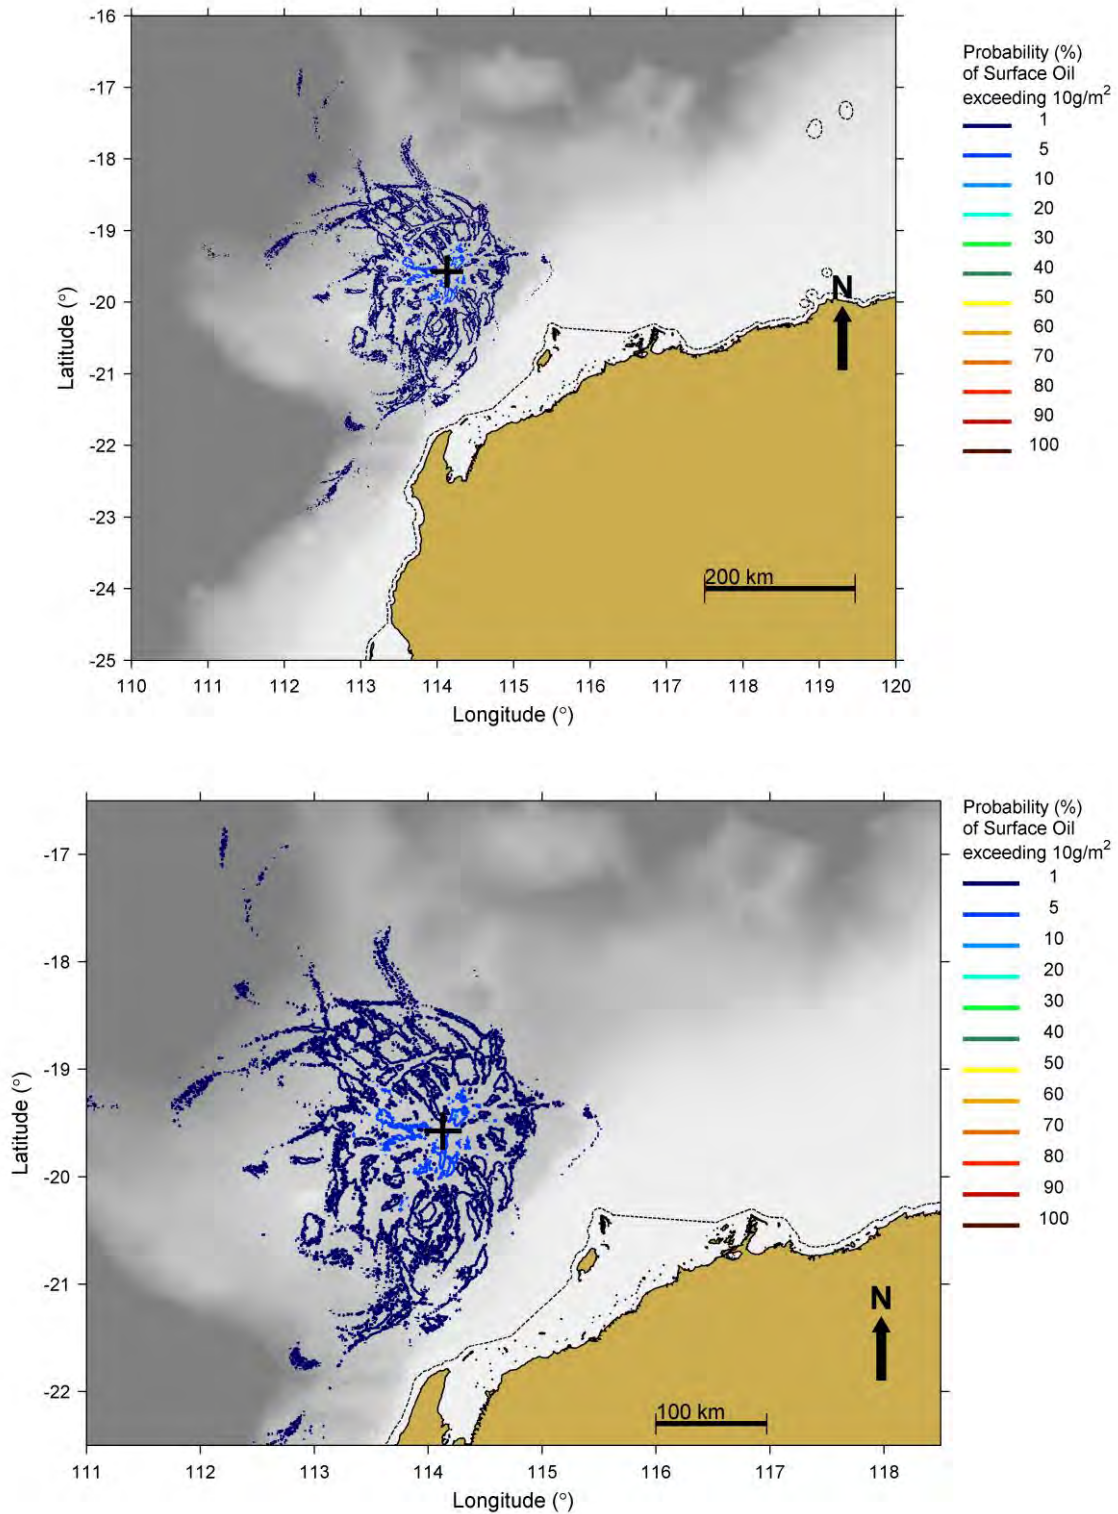 -16
-17
-18
-19
-20
-21
-22
-23
-24
-25
Latitude (°)
110 111 112 113 114 115 116 117 118 119 120
Longitude (°)
N
200 km
Probability (%)
of Surface Oil
exceeding 10g/m²
1
5
10
20
30
40
50
60
70
80
90
100
-17
-18
-19
-20
-21
-22
Latitude (°)
111 112 113 114 115 116 117 118
Longitude (°)
N
100 km
Probability (%)
of Surface Oil
exceeding 10g/m²
1
5
10
20
30
40
50
60
70
80
90
100